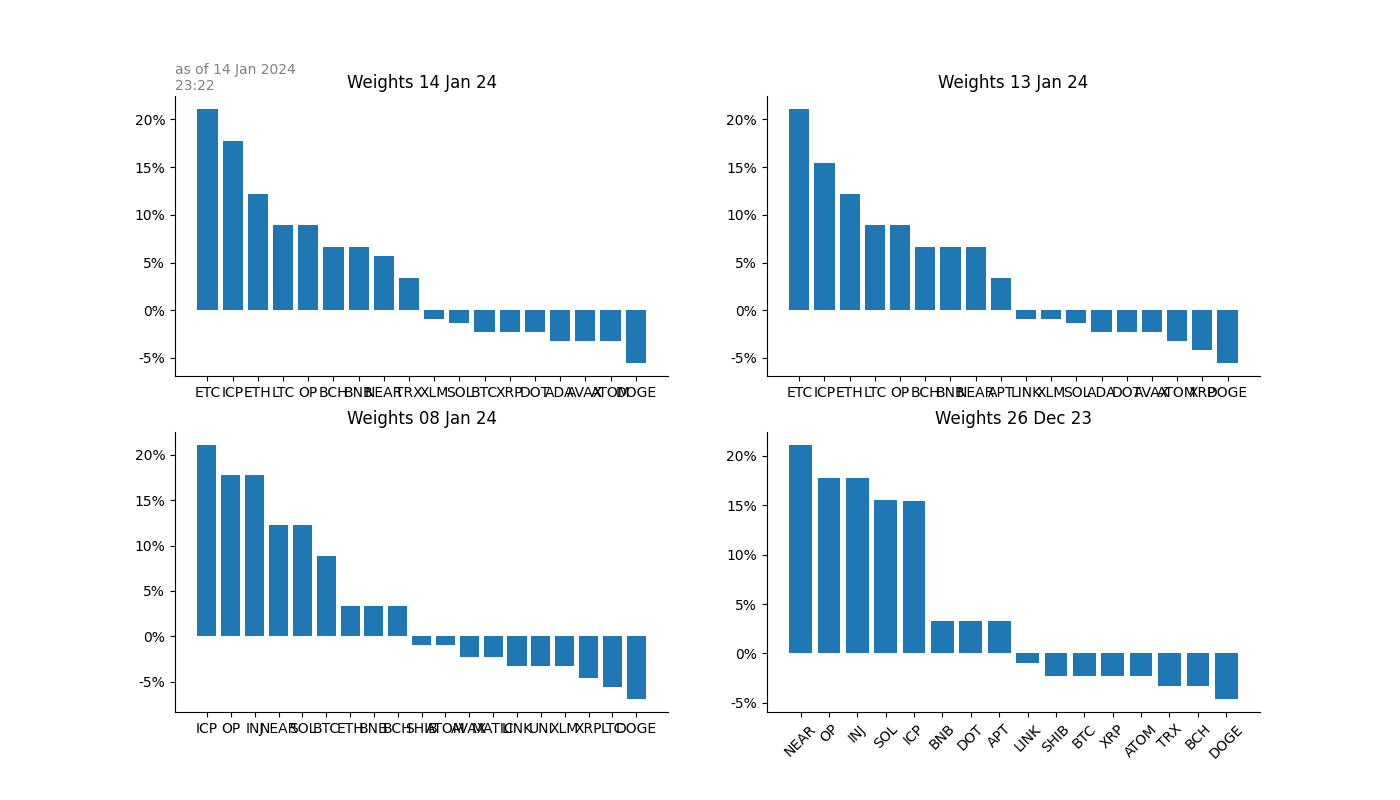 as of 14 Jan 2024
23:22
Weights 14 Jan 24
20%
15%
10%
5%
0%
-5%
ETC ICP ETH LTC OP BCH BNB NEAR TRX XLM SOL BTC XRP DOT ADA AVAX ATOM DOGE
Weights 13 Jan 24
20%
15%
10%
5%
0%
-5%
ETC ICP ETH LTC OP BCH BNB NEAR APT LINK XLM SOL ADA DOT AVAX ATOM XRP DOGE
Weights 08 Jan 24
20%
15%
10%
5%
0%
-5%
ICP OP INJ NEAR SOL BTC ETH BNB BCH SHIB ATOM AVAX MATIC LINK UNI XLM XRP LTC DOGE
Weights 26 Dec 23
20%
15%
10%
5%
0%
-5%
NEAR OP INJ SOL ICP BNB DOT APT LINK SHIB BTC XRP ATOM TRX BCH DOGE